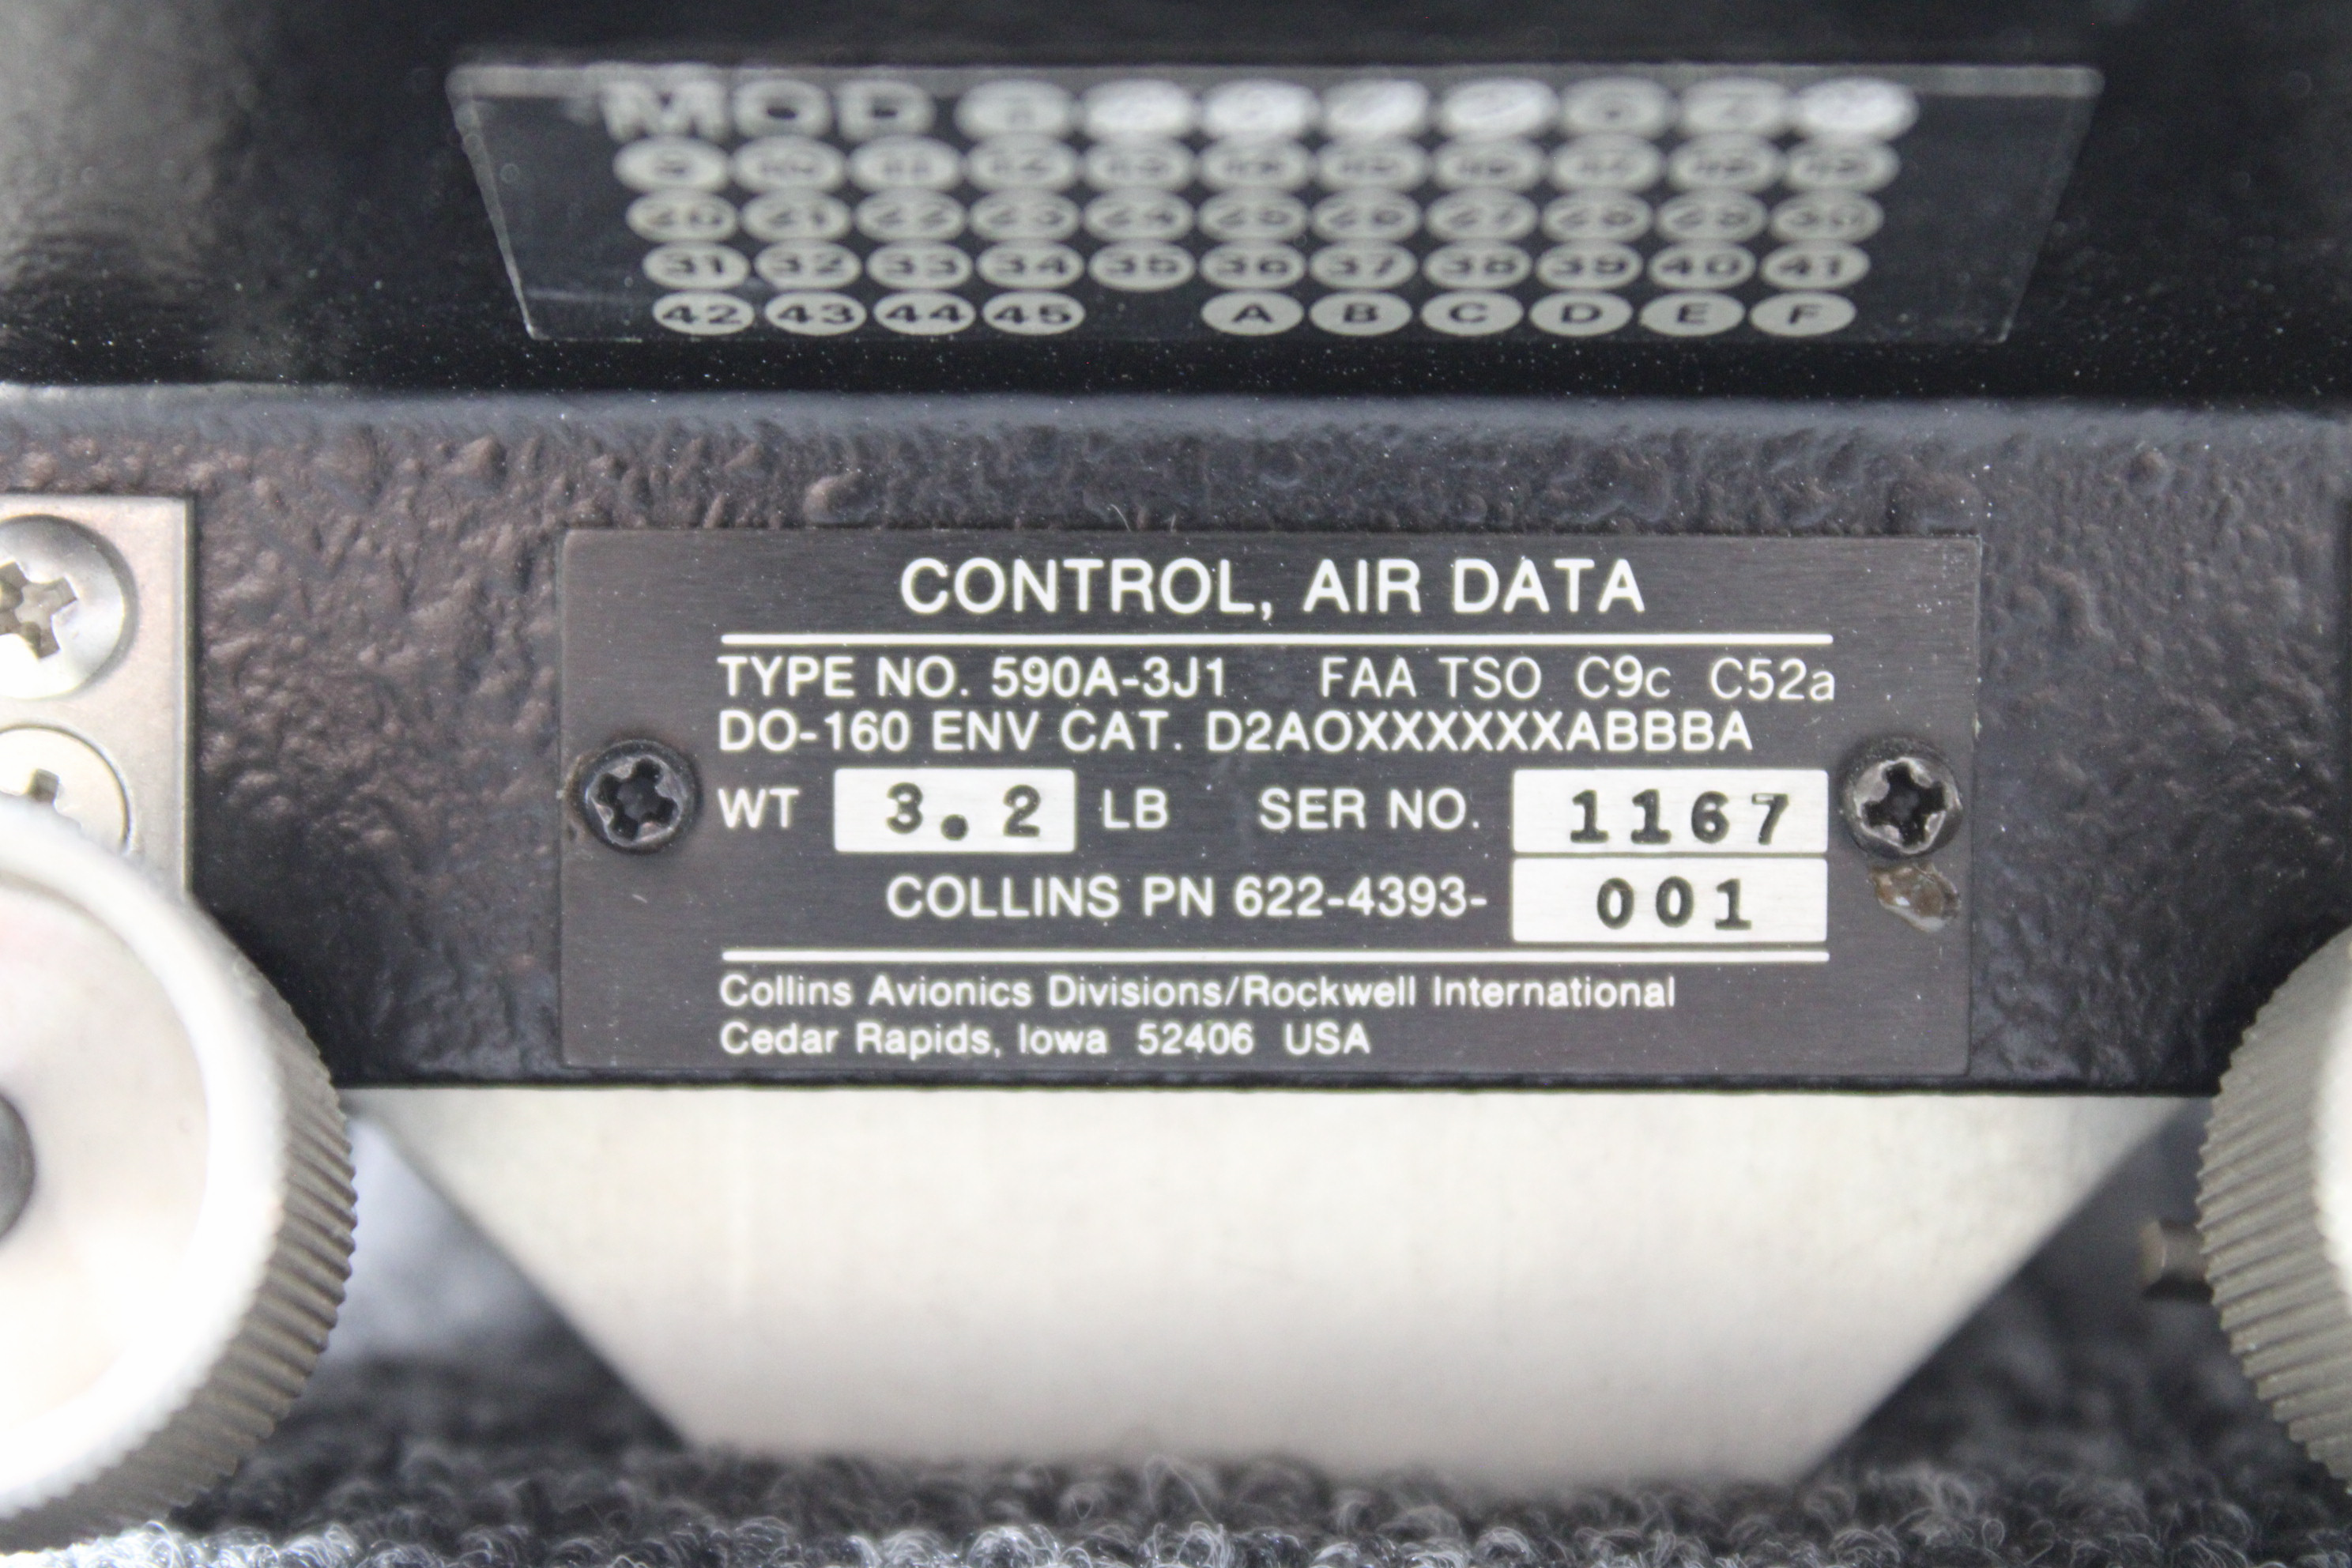 MOD
31 32 33 34 35 36 37 38 39 40 41
42 43 44 45 A B C D E F
CONTROL, AIR DATA
TYPE NO. 590A-3J1 FAA TSO C9c C52a
DO-160 ENV CAT. D2AOXXXXXXABBBA
WT 3.2 LB SER NO. 1167
COLLINS PN 622-4393-001
Collins Avionics Divisions/Rockwell International
Cedar Rapids, Iowa 52406 USA